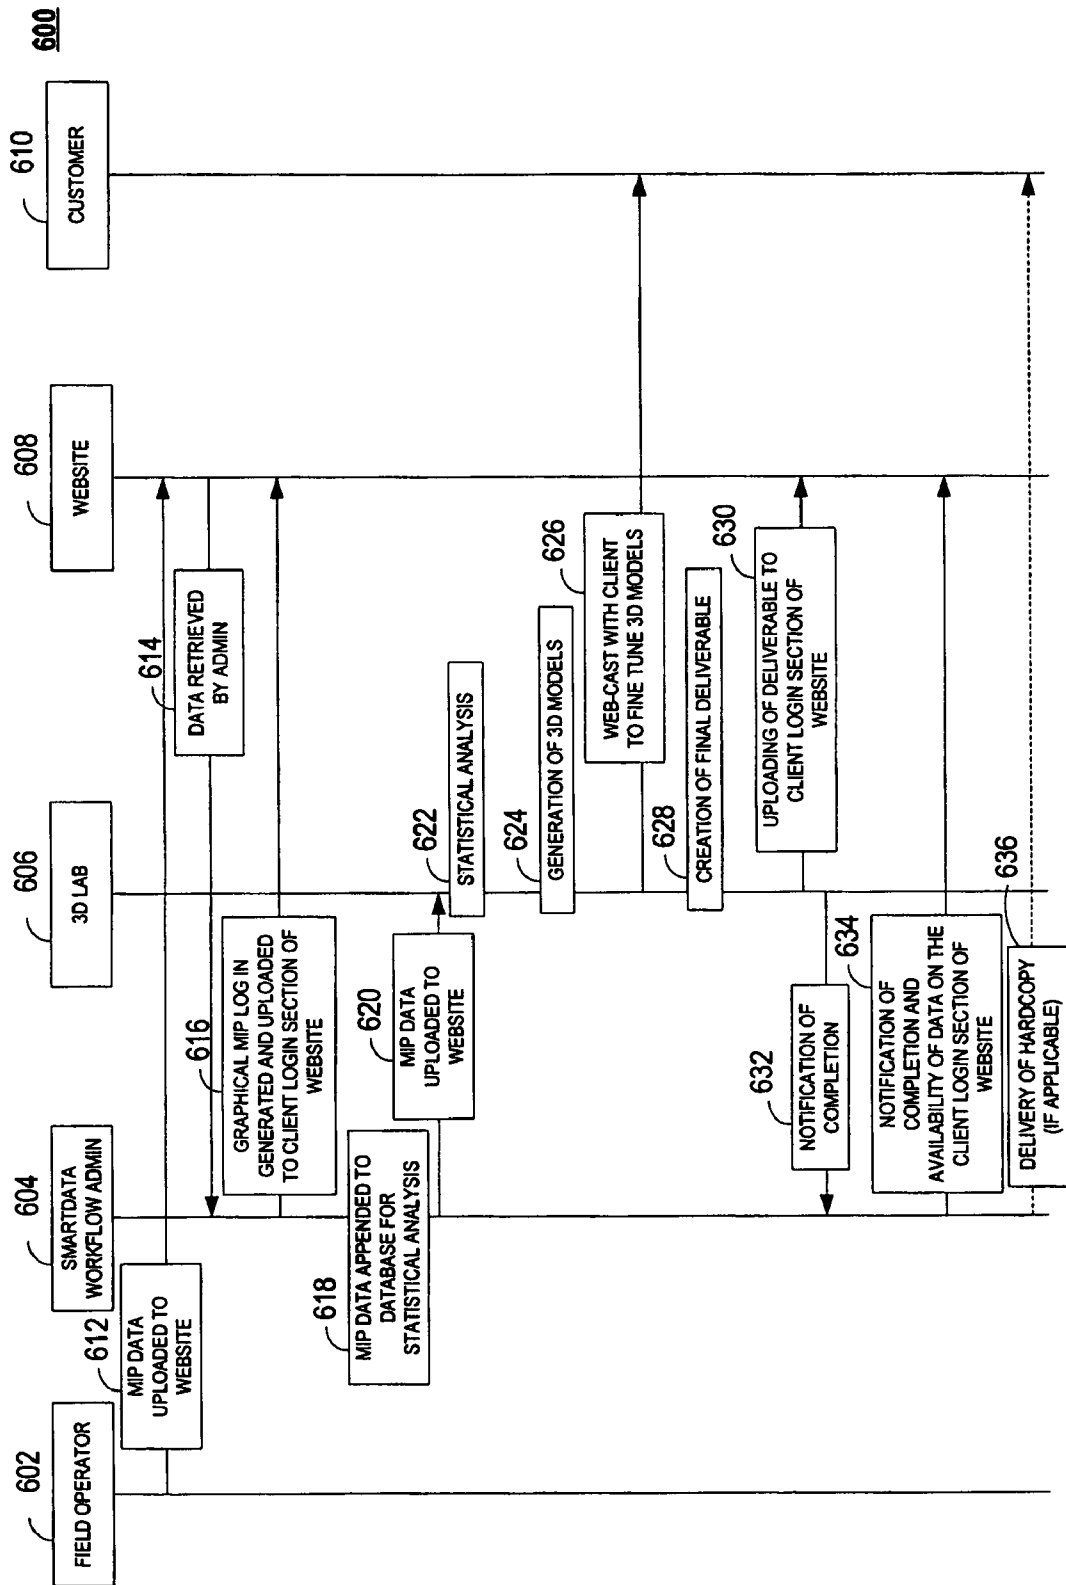 600
602
FIELD OPERATOR
604
SMARTDATA
WORKFLOW ADMIN
606
3D LAB
608
WEBSITE
610
CUSTOMER
612
MIP DATA
UPLOADED TO
WEBSITE
614
DATA RETRIEVED
BY ADMIN
616
GRAPHICAL MIP LOG IN
GENERATED AND UPLOADED
TO CLIENT LOGIN SECTION OF
WEBSITE
618
MIP DATA APPENDED TO
DATABASE FOR
STATISTICAL ANALYSIS
620
MIP DATA
UPLOADED TO
WEBSITE
622
STATISTICAL ANALYSIS
624
GENERATION OF 3D MODELS
626
WEB-CAST WITH CLIENT
TO FINE TUNE 3D MODELS
628
CREATION OF FINAL DELIVERABLE
630
UPLOADING OF DELIVERABLE TO
CLIENT LOGIN SECTION OF
WEBSITE
632
NOTIFICATION OF
COMPLETION
634
NOTIFICATION OF
COMPLETION AND
AVAILABILITY OF DATA ON THE
CLIENT LOGIN SECTION OF
WEBSITE
636
DELIVERY OF HARDCOPY
(IF APPLICABLE)